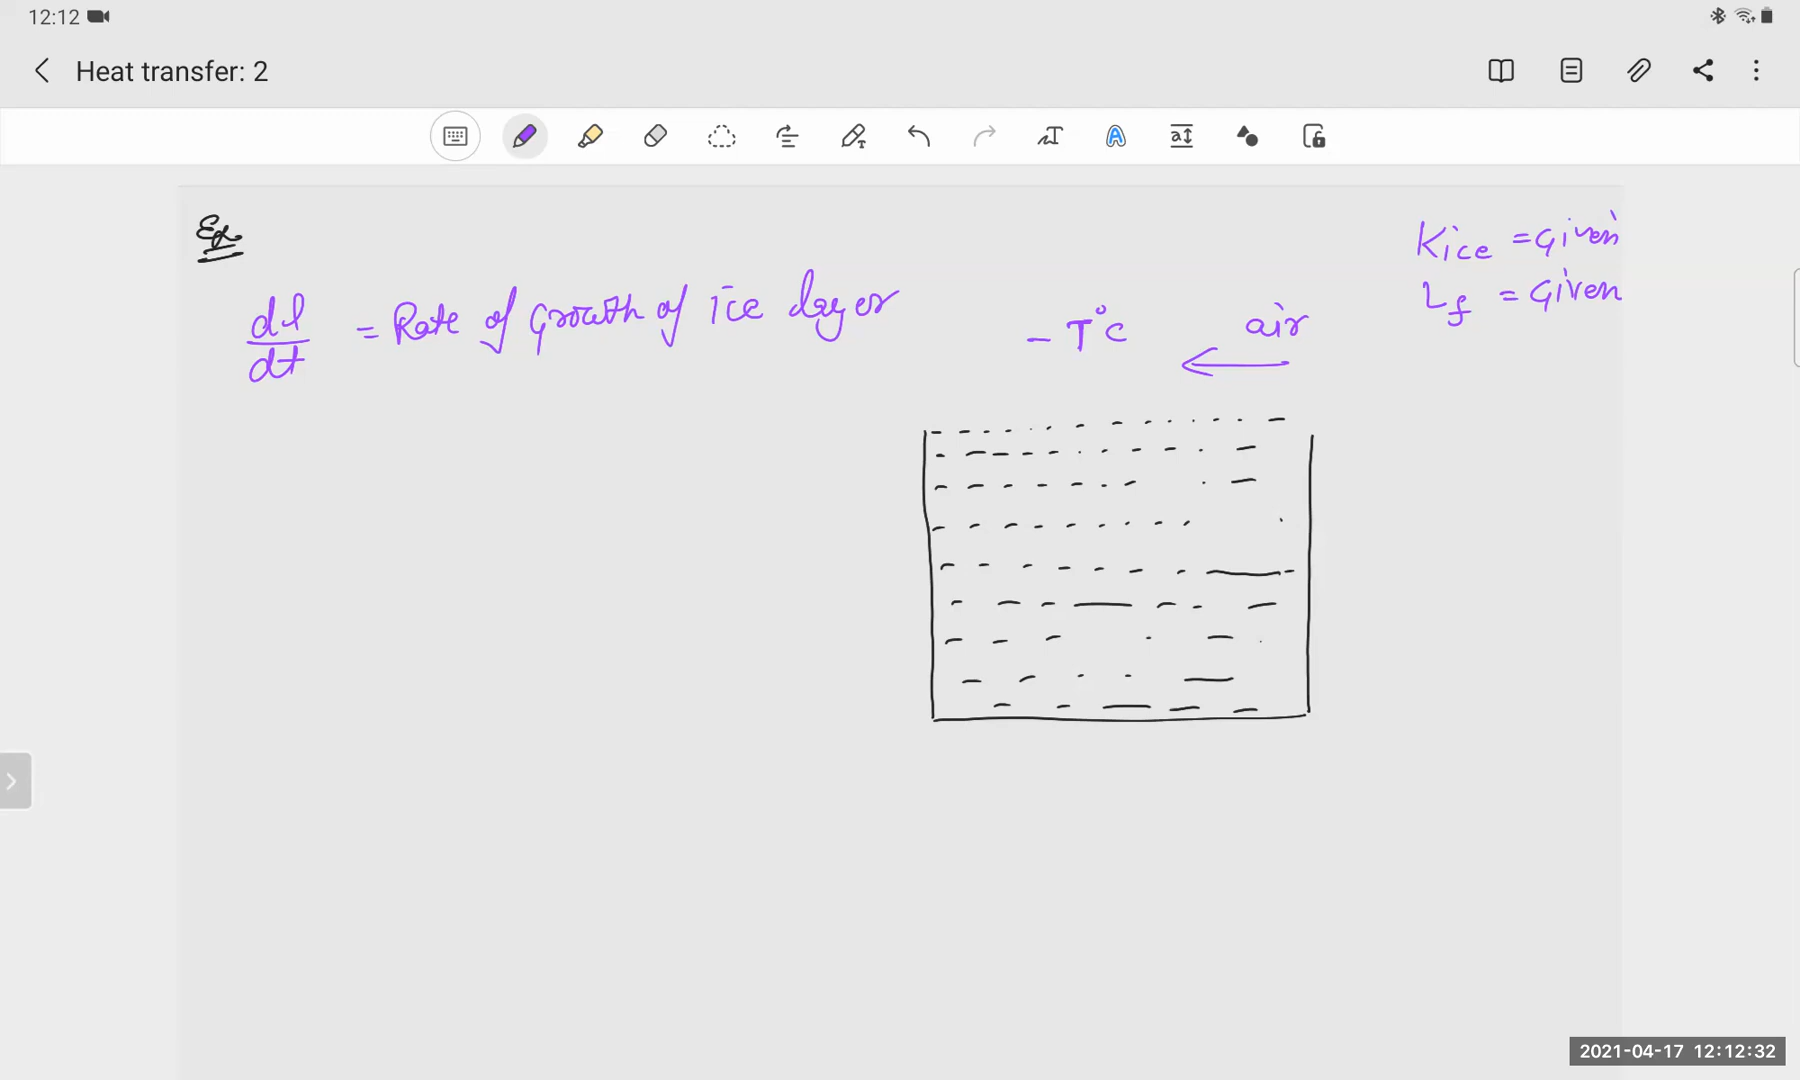 12:12
Heat transfer: 2
Eg.
dl/dt = Rate of Growth of Ice layer
- T°C
air
Kice = Given
Lf = Given
2021-04-17 12:12:32